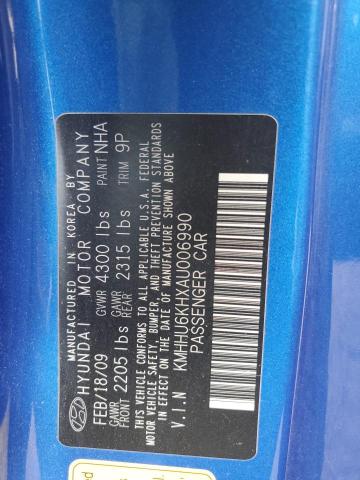 MANUFACTURED IN KOREA BY
HYUNDAI MOTOR COMPANY
FEB/18/09 GVWR 4300 lbs PAINT NHA
GAWR FRONT 2205 lbs GAWR REAR 2315 lbs TRIM 9P
THIS VEHICLE CONFORMS TO ALL APPLICABLE U.S.A. FEDERAL
MOTOR VEHICLE SAFETY, BUMPER, AND THEFT PREVENTION STANDARDS
IN EFFECT ON THE DATE OF MANUFACTURE SHOWN ABOVE
V.I.N KMHHU6KHXAU006990
PASSENGER CAR